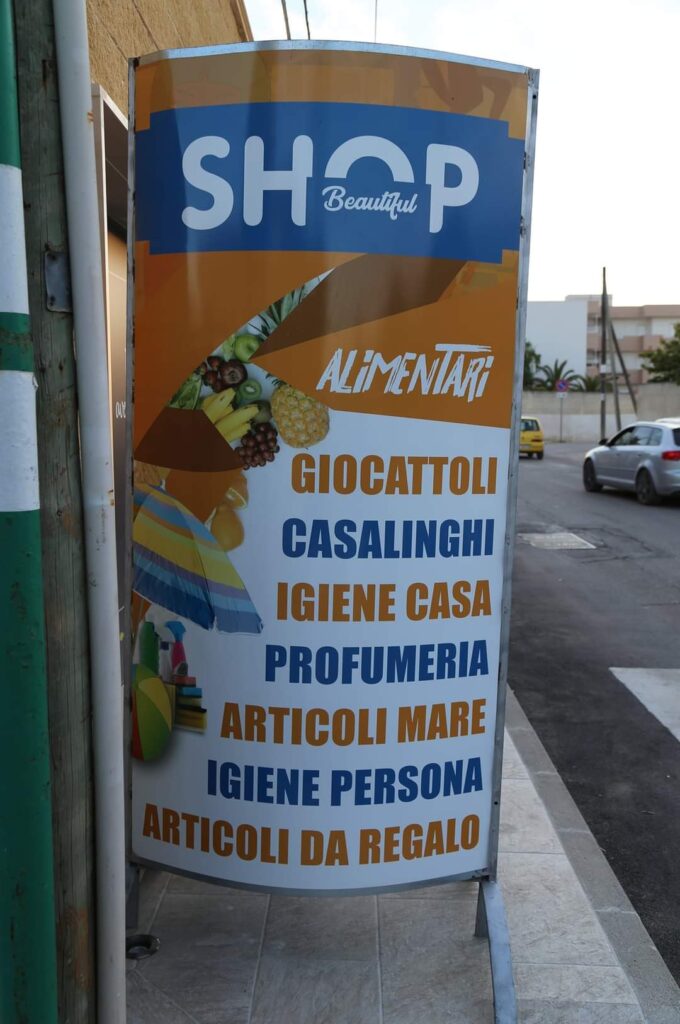 SHOP
Beautiful
ALIMENTARI
GIOCATTOLI
CASALINGHI
IGIENE CASA
PROFUMERIA
ARTICOLI MARE
IGIENE PERSONA
ARTICOLI DA REGALO